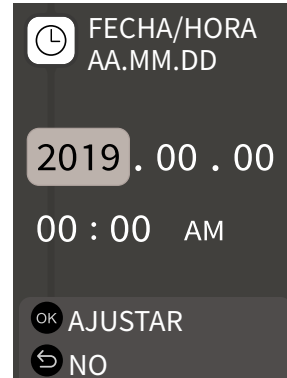 FECHA/HORA
AA.MM.DD
2019 . 00 . 00
00 : 00 AM
OK AJUSTAR
NO